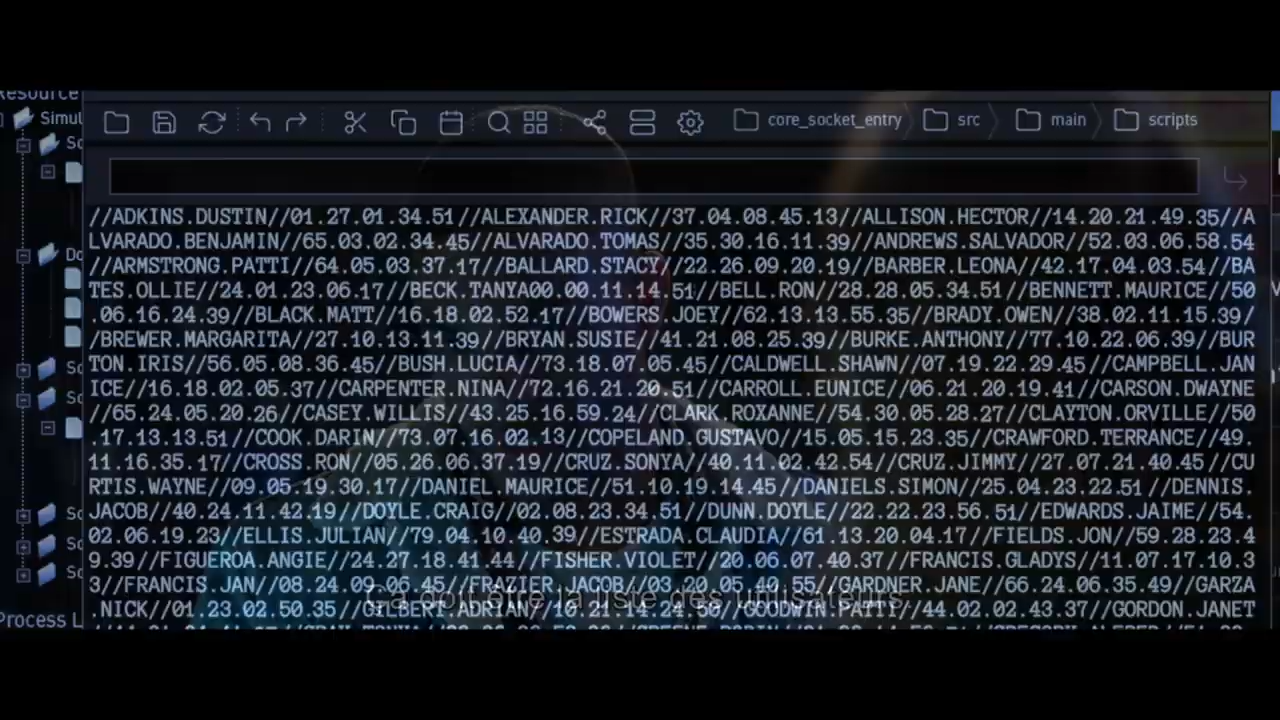 Resource
Simul
core_socket_entry
src
main
scripts
//ADKINS.DUSTIN//01.27.01.34.51//ALEXANDER.RICK//37.04.08.45.13//ALLISON.HECTOR//14.20.21.49.35//A
LVARADO.BENJAMIN//65.03.02.34.45//ALVARADO.TOMAS//35.30.16.11.39//ANDREWS.SALVADOR//52.03.06.58.54
//ARMSTRONG.PATTI//64.05.03.37.17//BALLARD.STACY//22.26.09.20.19//BARBER.LEONA//42.17.04.03.54//BA
TES.OLLIE//24.01.23.06.17//BECK.TANYA00.00.11.14.51//BELL.RON//28.28.05.34.51//BENNETT.MAURICE//50
.06.16.24.39//BLACK.MATT//16.18.02.52.17//BOWERS.JOEY//62.13.13.55.35//BRADY.OWEN//38.02.11.15.39/
/BREWER.MARGARITA//27.10.13.11.39//BRYAN.SUSIE//41.21.08.25.39//BURKE.ANTHONY//77.10.22.06.39//BUR
TON.IRIS//56.05.08.36.45//BUSH.LUCIA//73.18.07.05.45//CALDWELL.SHAWN//07.19.22.29.45//CAMPBELL.JAN
ICE//16.18.02.05.37//CARPENTER.NINA//72.16.21.20.51//CARROLL.EUNICE//06.21.20.19.41//CARSON.DWAYNE
//65.24.05.20.26//CASEY.WILLIS//43.25.16.59.24//CLARK.ROXANNE//54.30.05.28.27//CLAYTON.ORVILLE//50
.17.13.13.51//COOK.DARIN//73.07.16.02.13//COPELAND.GUSTAVO//15.05.15.23.35//CRAWFORD.TERRANCE//49.
11.16.35.17//CROSS.RON//05.26.06.37.19//CRUZ.SONYA//40.11.02.42.54//CRUZ.JIMMY//27.07.21.40.45//CU
RTIS.WAYNE//09.05.19.30.17//DANIEL.MAURICE//51.10.19.14.45//DANIELS.SIMON//25.04.23.22.51//DENNIS.
JACOB//40.24.11.42.19//DOYLE.CRAIG//02.08.23.34.51//DUNN.DOYLE//22.22.23.56.51//EDWARDS.JAIME//54.
02.06.19.23//ELLIS.JULIAN//79.04.10.40.39//ESTRADA.CLAUDIA//61.13.20.04.17//FIELDS.JON//59.28.23.4
9.39//FIGUEROA.ANGIE//24.27.18.41.44//FISHER.VIOLET//20.06.07.40.37//FRANCIS.GLADYS//11.07.17.10.3
3//FRANCIS.JAN//08.24.09.06.45//FRAZIER.JACOB//03.20.05.40.55//GARDNER.JANE//66.24.06.35.49//GARZA
.NICK//01.23.02.50.35//GILBERT.ADRIAN//10.21.14.24.50//GOODWIN.PATTI//44.02.02.43.37//GORDON.JANET
Ça doit être la liste des utilisateurs.
Process L